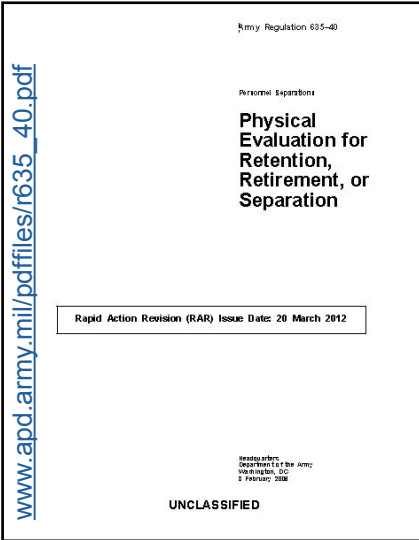 Army Regulation 635–40
Personnel Separations
Physical
Evaluation for
Retention,
Retirement, or
Separation
www.apd.army.mil/pdffiles/r635_40.pdf
Rapid Action Revision (RAR) Issue Date: 20 March 2012
Headquarters
Department of the Army
Washington, DC
8 February 2006
UNCLASSIFIED